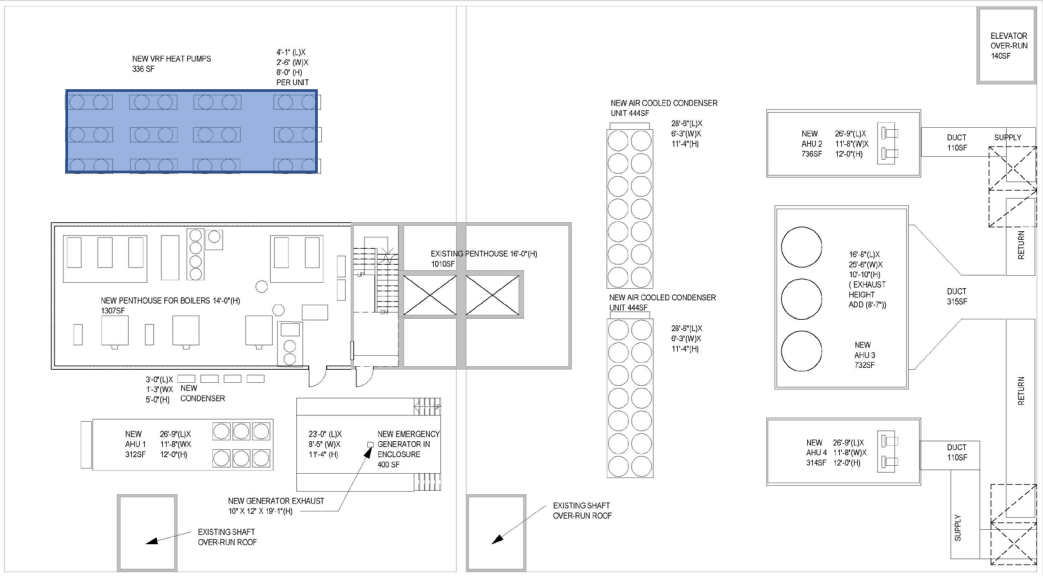 ELEVATOR
OVER-RUN
140SF
NEW VRF HEAT PUMPS
336 SF
4'-1" (L)X
2'-6" (W)X
8'-0" (H)
PER UNIT
NEW AIR COOLED CONDENSER
UNIT 444SF
28'-6"(L)X
6'-3"(W)X
11'-4"(H)
NEW
AHU 2
736SF
26'-9"(L)X
11'-8"(W)X
12'-0"(H)
DUCT
110SF
SUPPLY
RETURN
EXISTING PENTHOUSE 16'-0"(H)
1010SF
16'-8"(L)X
25'-6"(W)X
10'-10"(H)
( EXHAUST
HEIGHT
ADD (8'-7"))
DUCT
315SF
NEW PENTHOUSE FOR BOILERS 14'-0"(H)
1307SF
NEW AIR COOLED CONDENSER
UNIT 444SF
28'-6"(L)X
6'-3"(W)X
11'-4"(H)
NEW
AHU 3
732SF
RETURN
3'-0"(L)X
1'-3"(WX
5'-0"(H)
NEW
CONDENSER
NEW
AHU 1
312SF
26'-9"(L)X
11'-8"(WX
12'-0"(H)
23'-0" (L)X
8'-5" (W)X
11'-4" (H)
NEW EMERGENCY
GENERATOR IN
ENCLOSURE
400 SF
NEW
AHU 4
314SF
26'-9"(L)X
11'-8"(W)X
12'-0"(H)
DUCT
110SF
SUPPLY
NEW GENERATOR EXHAUST
10" X 12" X 19'-1"(H)
EXISTING SHAFT
OVER-RUN ROOF
EXISTING SHAFT
OVER-RUN ROOF